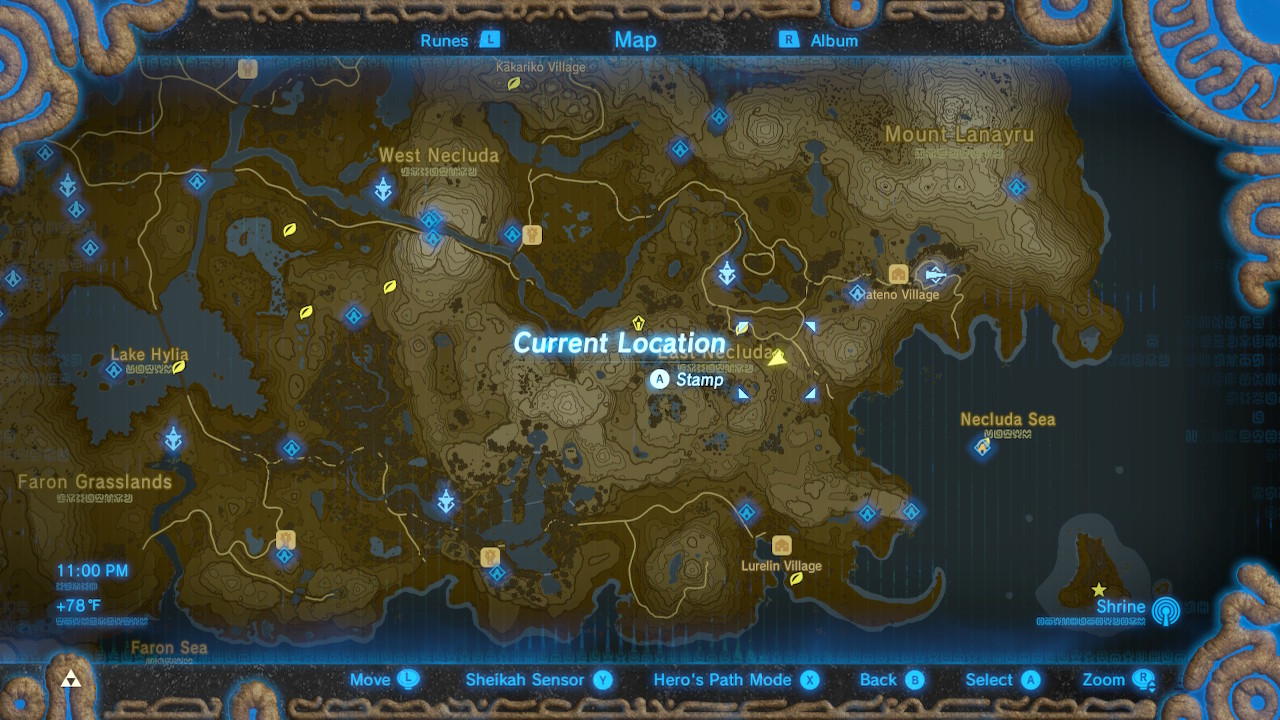 Runes L
Map
R Album
Kakariko Village
Mount Lanayru
West Necluda
Hateno Village
Current Location
East Necluda
Lake Hylia
A Stamp
Necluda Sea
Faron Grasslands
Lurelin Village
11:00 PM
+78°F
Shrine
Faron Sea
Move L
Sheikah Sensor Y
Hero's Path Mode X
Back B
Select A
Zoom R